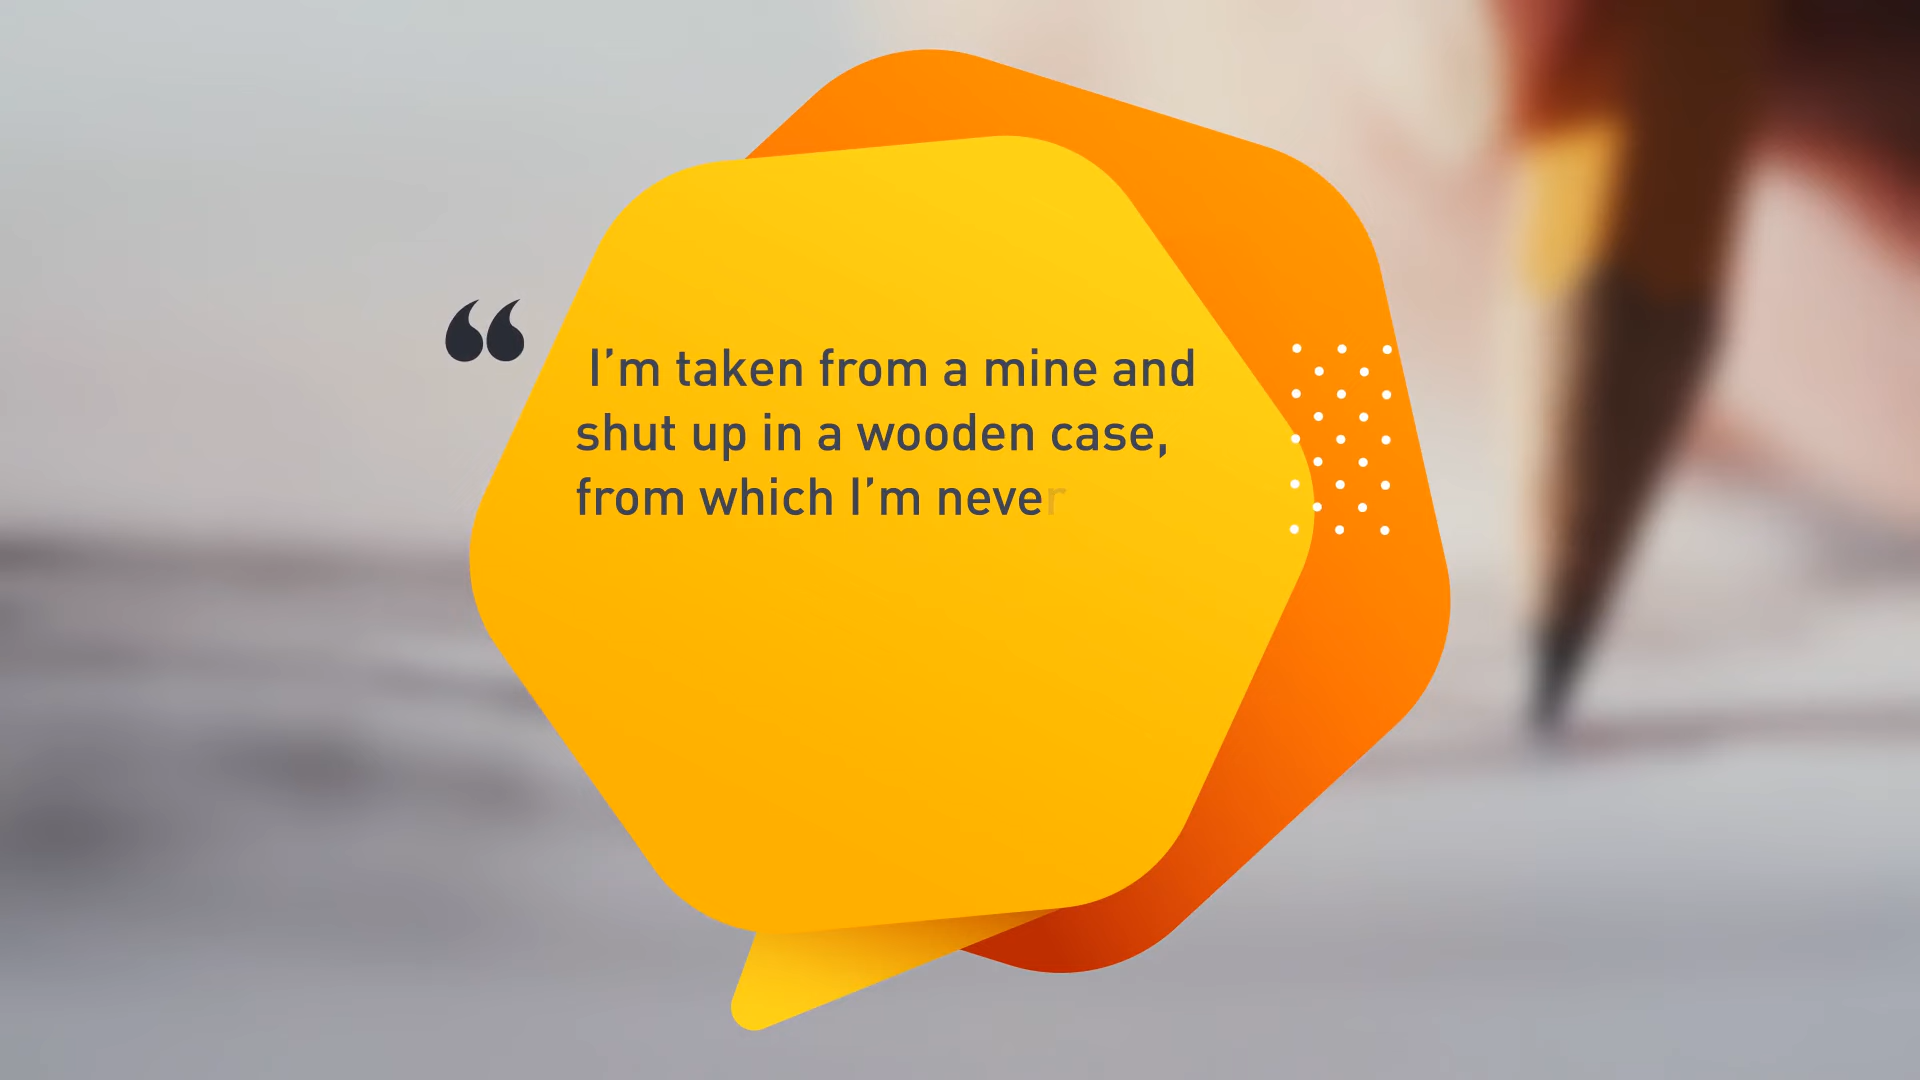 “
I’m taken from a mine and
shut up in a wooden case,
from which I’m never